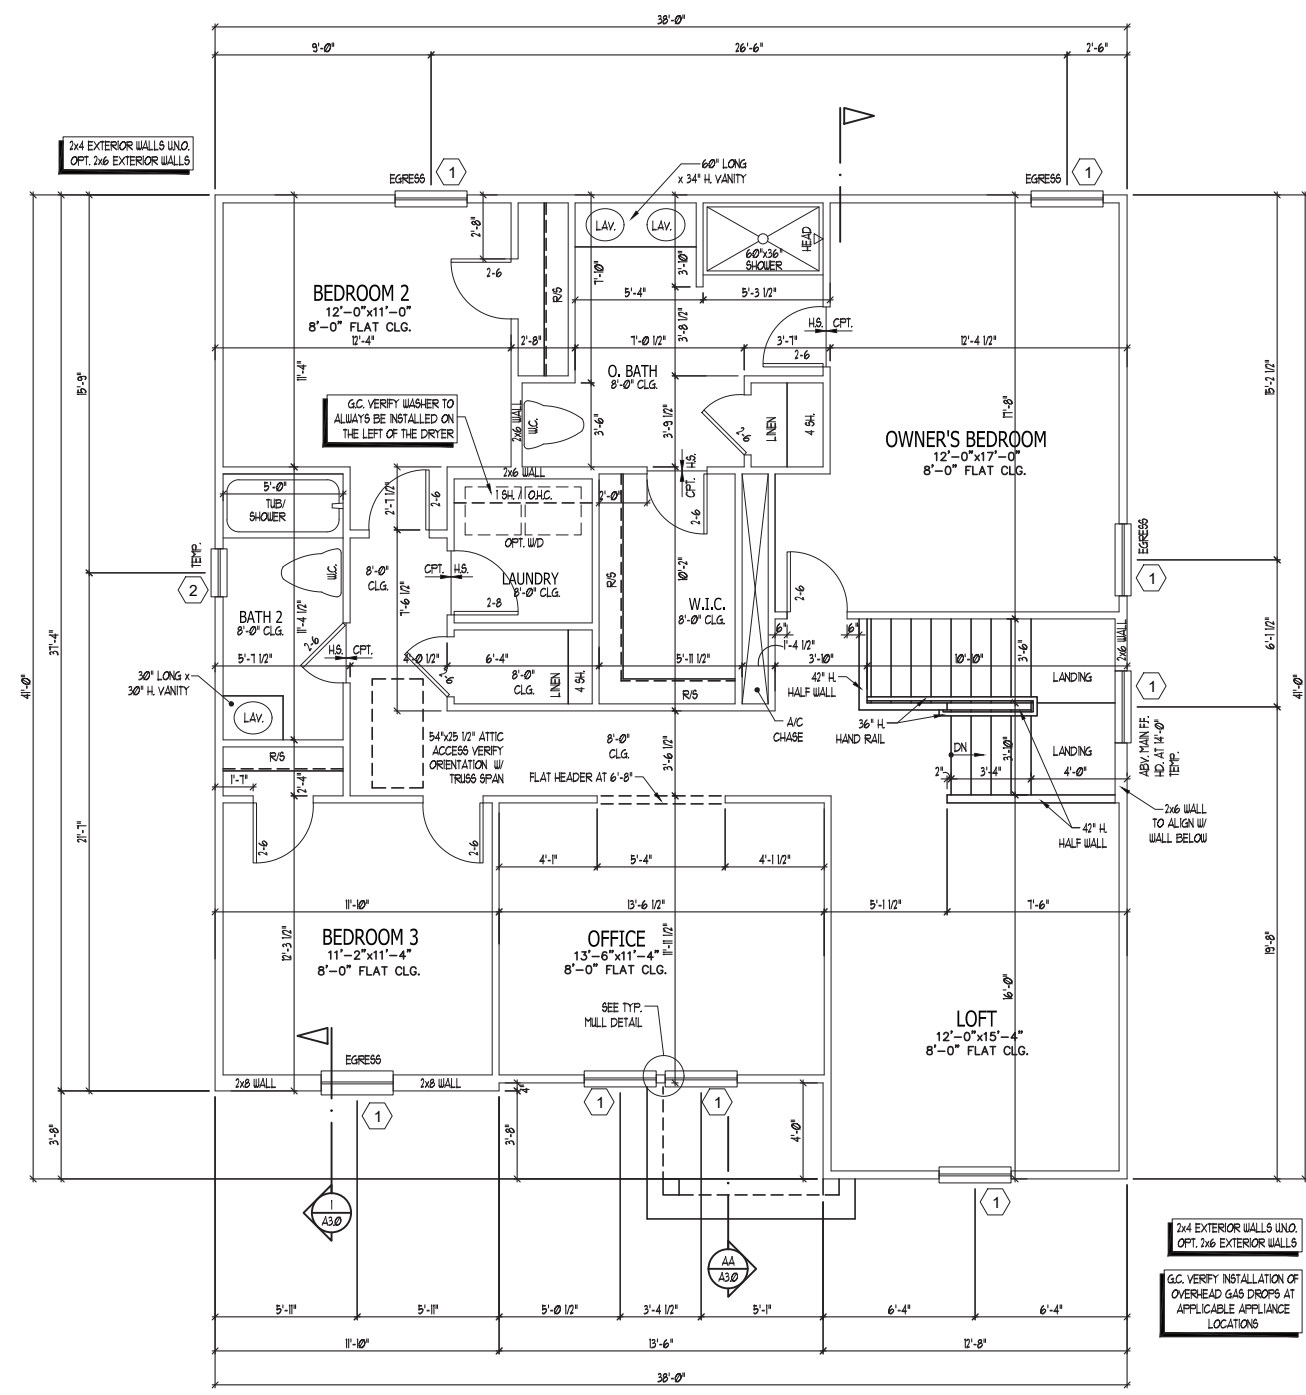 38'-0"
9'-0"
26'-6"
2'-6"
2x4 EXTERIOR WALLS U.N.O.
OPT. 2x6 EXTERIOR WALLS
EGRESS
1
60" LONG
x 34" H. VANITY
EGRESS
1
LAV.
LAV.
HEAD
60"x36"
SHOWER
2'-8"
2-6
R/S
7'-10"
3'-10"
5'-4"
5'-3 1/2"
BEDROOM 2
12'-0"x11'-0"
8'-0" FLAT CLG.
12'-4"
2'-8"
7'-0 1/2"
3'-8 1/2"
3'-7"
H.S.
CPT.
2-6
12'-4 1/2"
15'-9"
11'-4"
O. BATH
8'-0" CLG.
15'-2 1/2"
G.C. VERIFY WASHER TO
ALWAYS BE INSTALLED ON
THE LEFT OF THE DRYER
2x6 WALL
W.C.
3'-6"
3'-9 1/2"
2-6
LINEN
4 SH.
11'-8"
OWNER'S BEDROOM
12'-0"x17'-0"
8'-0" FLAT CLG.
2x6 WALL
H.S.
CPT.
5'-0"
TUB/
SHOWER
2'-7 1/2"
2-6
1 SH. / O.H.C.
2'-0"
2-6
OPT. W/D
TEMP.
2
W.C.
8'-0"
CLG.
CPT.
H.S.
LAUNDRY
8'-0" CLG.
2-8
R/S
10'-2"
W.I.C.
8'-0" CLG.
2-6
EGRESS
1
BATH 2
8'-0" CLG.
11'-4 1/2"
7'-6 1/2"
2-6
H.S.
CPT.
6"
6"
1'-4 1/2"
3'-6"
2x6 WALL
6'-1 1/2"
37'-4"
41'-0"
5'-7 1/2"
4'-0 1/2"
2-6
6'-4"
5'-11 1/2"
3'-10"
10'-10"
8'-0"
CLG.
LINEN
4 SH.
R/S
42" H.
HALF WALL
LANDING
1
41'-0"
30" LONG x
30" H. VANITY
LAV.
A/C
CHASE
36" H.
HAND RAIL
54"x25 1/2" ATTIC
ACCESS VERIFY
ORIENTATION W/
TRUSS SPAN
8'-0"
CLG.
3'-6 1/2"
DN
3'-10"
LANDING
ABV. MAIN F.F.
HD. AT 14'-0"
TEMP.
R/S
1'-7"
2'-4"
FLAT HEADER AT 6'-8"
2"
3'-4"
4'-0"
2x6 WALL
TO ALIGN W/
WALL BELOW
42" H.
HALF WALL
2-6
2-6
21'-7"
4'-1"
5'-4"
4'-1 1/2"
11'-10"
13'-6 1/2"
5'-1 1/2"
7'-6"
12'-3 1/2"
BEDROOM 3
11'-2"x11'-4"
8'-0" FLAT CLG.
OFFICE
13'-6"x11'-4"
8'-0" FLAT CLG.
11'-11 1/2"
19'-8"
16'-0"
SEE TYP.
MULL DETAIL
LOFT
12'-0"x15'-4"
8'-0" FLAT CLG.
EGRESS
2x8 WALL
2x8 WALL
4"
1
1
1
3'-8"
3'-8"
4'-0"
1
1
A3.0
AA
A3.0
2x4 EXTERIOR WALLS U.N.O.
OPT. 2x6 EXTERIOR WALLS
G.C. VERIFY INSTALLATION OF
OVERHEAD GAS DROPS AT
APPLICABLE APPLIANCE
LOCATIONS
5'-11"
5'-11"
5'-0 1/2"
3'-4 1/2"
5'-1"
6'-4"
6'-4"
11'-10"
13'-6"
12'-8"
38'-0"